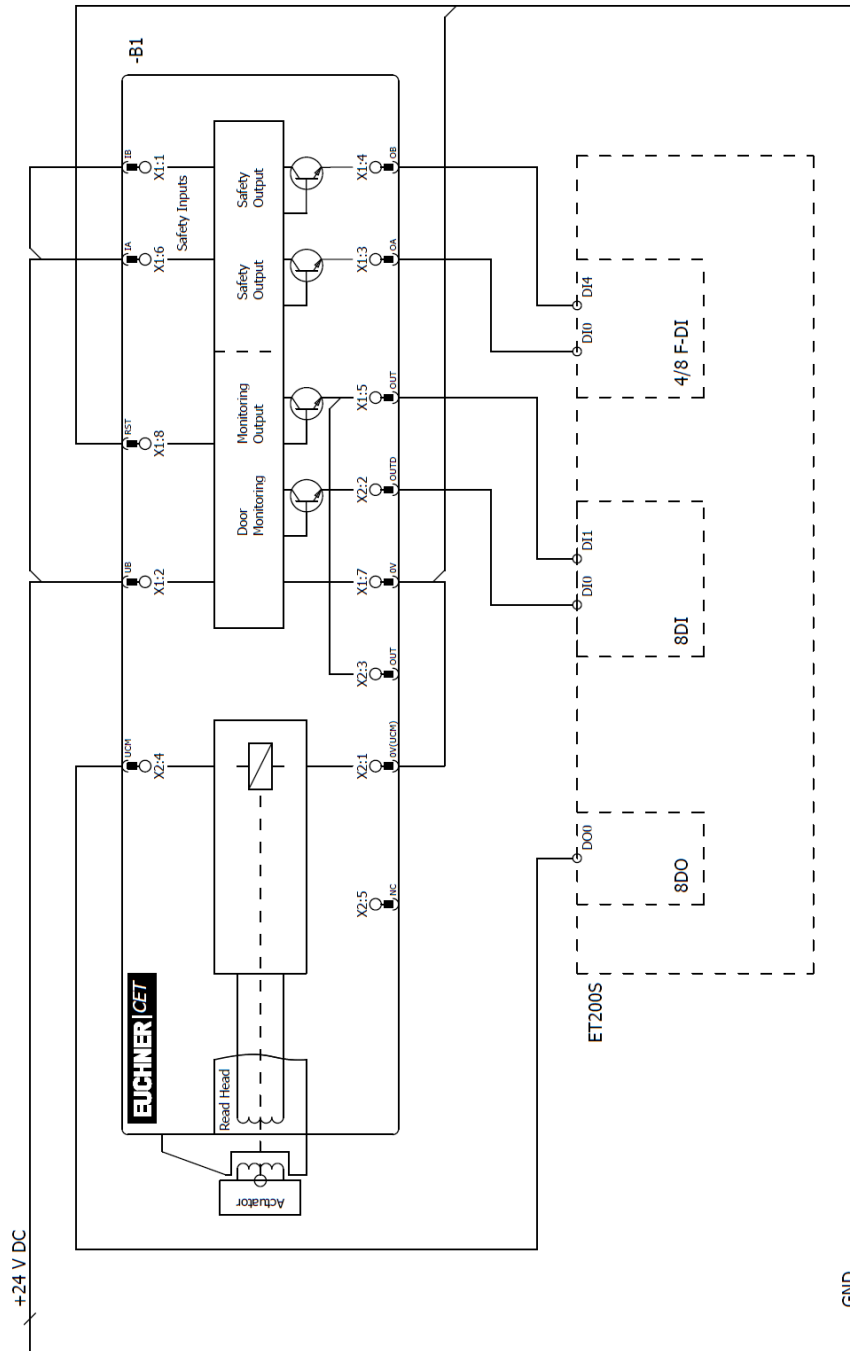 -B1
IB
X1:1
Safety Inputs
IA
X1:6
RST
X1:8
UB
X1:2
UCM
X2:4
Safety
Output
Safety
Output
Monitoring
Output
Door
Monitoring
X1:4
OB
X1:3
OA
X1:5
OUT
X2:2
OUTD
X1:7
0V
X2:3
OUT
X2:1
0V(UCM)
X2:5
NC
EUCHNER CET
Read Head
Actuator
DI4
DI0
4/8 F-DI
DI1
DI0
8DI
DO0
8DO
ET200S
+24 V DC
GND